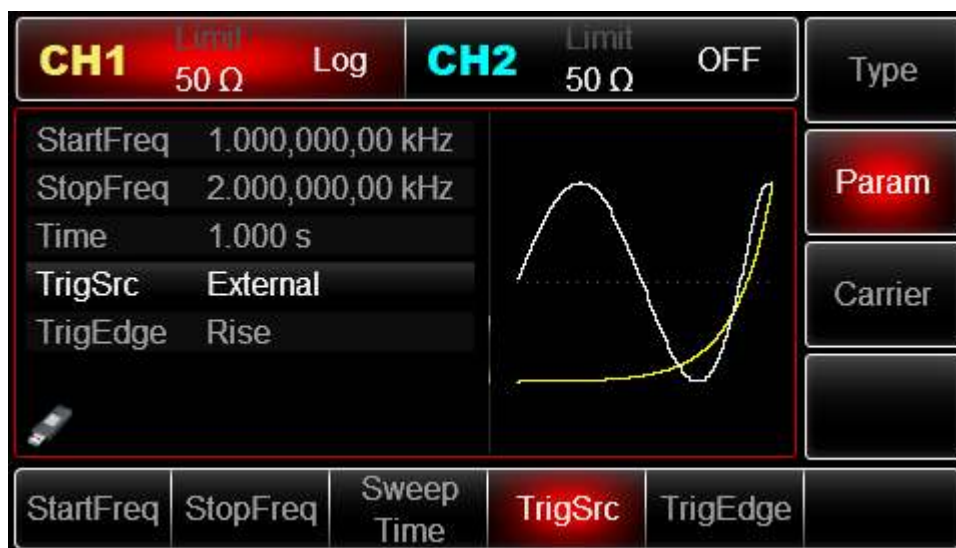 CH1 Limit 50 Ω Log CH2 Limit 50 Ω OFF
Type
StartFreq 1.000,000,00 kHz
StopFreq 2.000,000,00 kHz
Time 1.000 s
TrigSrc External
TrigEdge Rise
Param
Carrier
StartFreq StopFreq Sweep Time TrigSrc TrigEdge